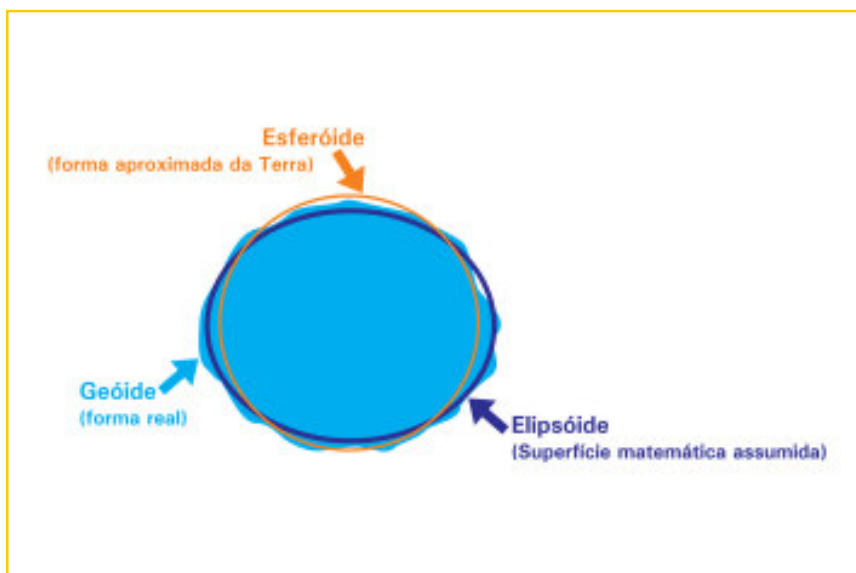 Esferóide
(forma aproximada da Terra)
Geóide
(forma real)
Elipsóide
(Superfície matemática assumida)